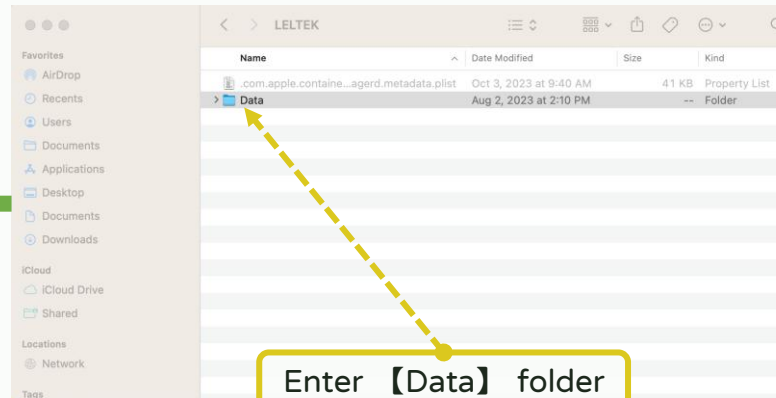 LELTEK
Favorites
AirDrop
Recents
Users
Documents
Applications
Desktop
Documents
Downloads
iCloud
iCloud Drive
Shared
Locations
Network
Tags
Name Date Modified Size Kind
.com.apple.containe...agerd.metadata.plist Oct 3, 2023 at 9:40 AM 41 KB Property List
Data Aug 2, 2023 at 2:10 PM -- Folder
Enter 【Data】 folder